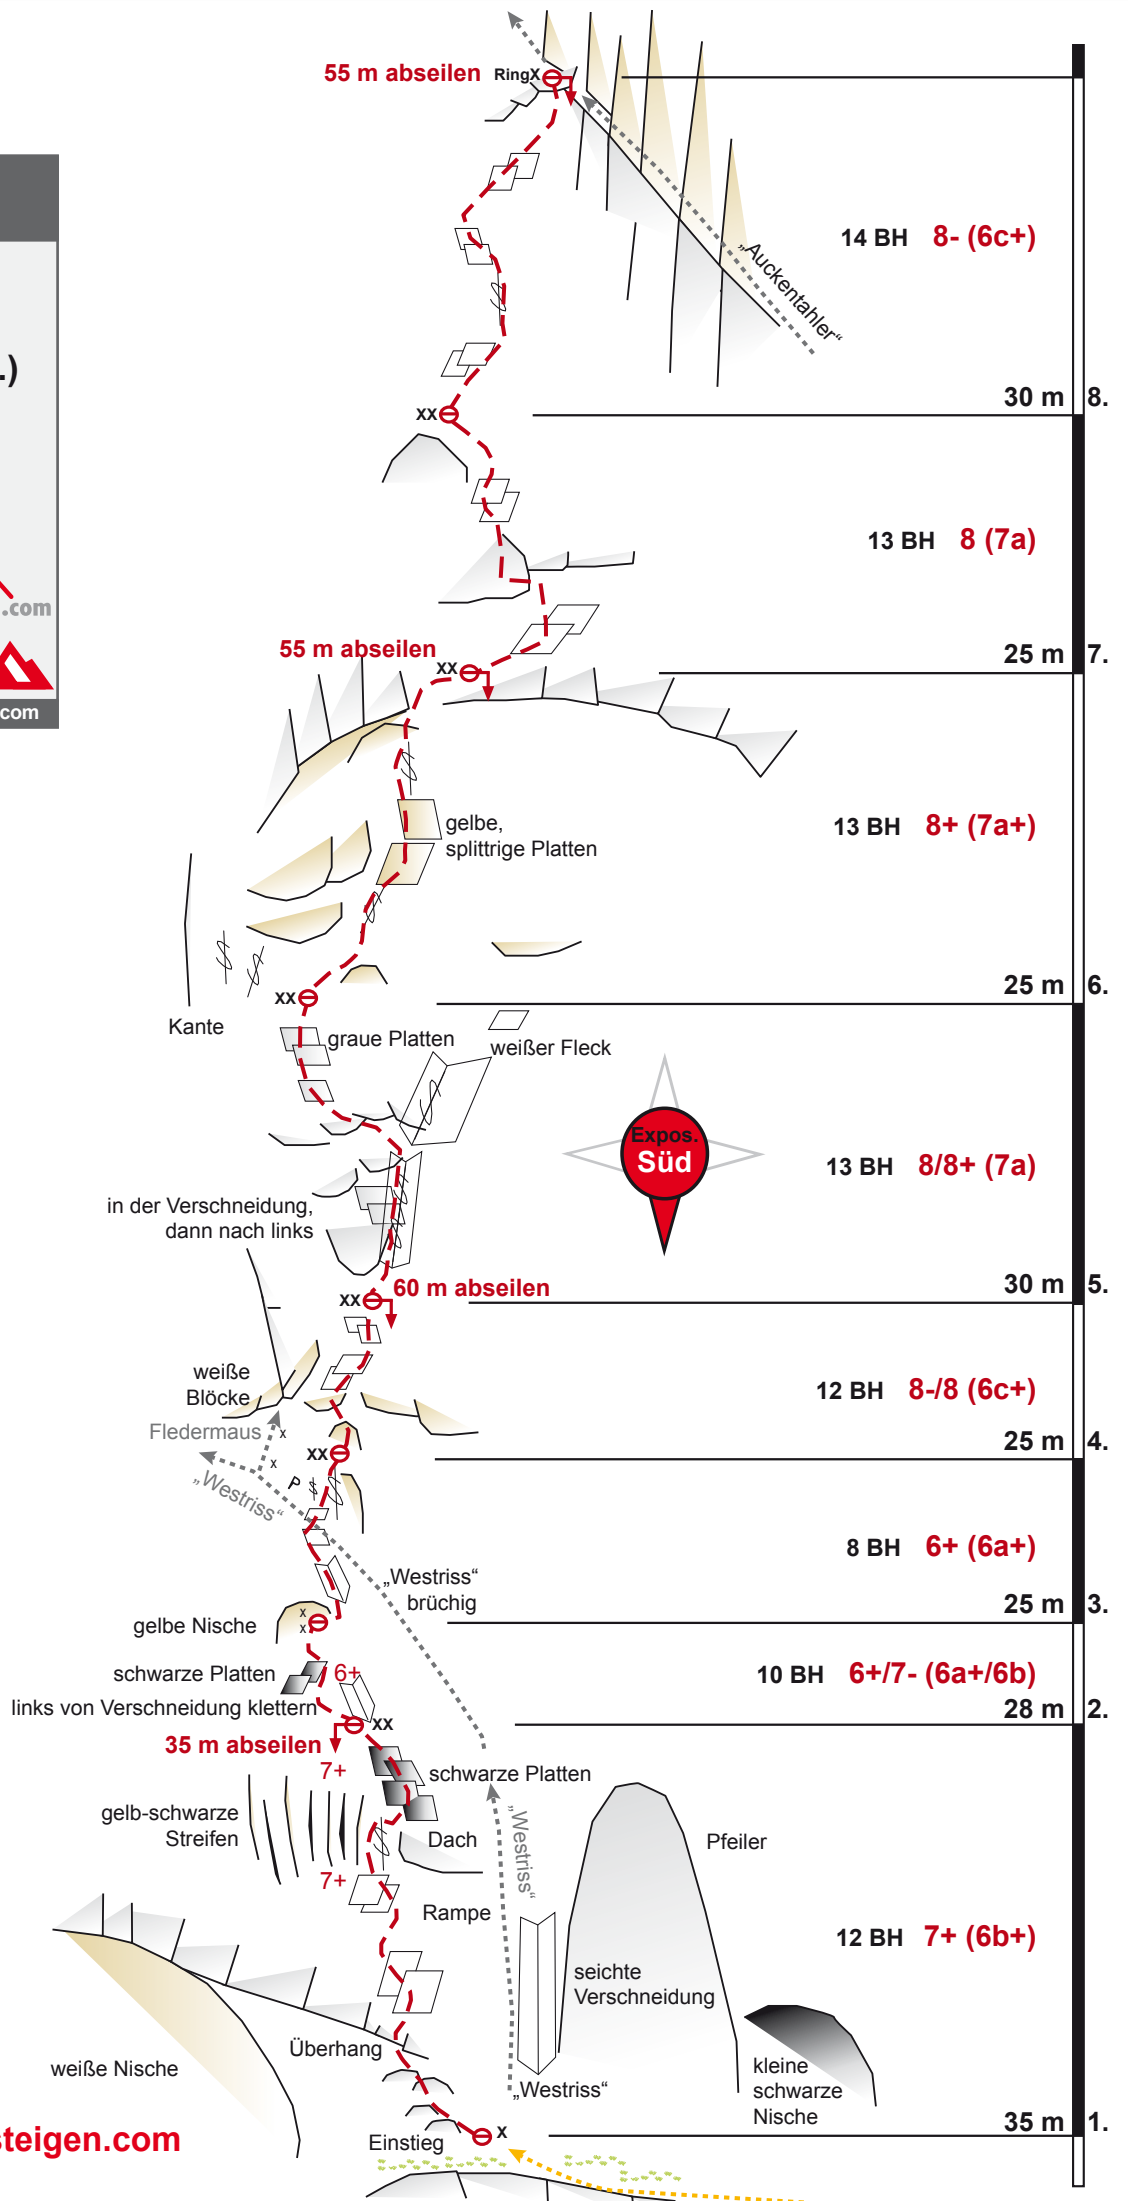 55 m abseilen RingX
14 BH 8- (6c+)
„Auckentahler“
.)
30 m 8.
XX
13 BH 8 (7a)
.com
55 m abseilen
XX
25 m 7.
com
gelbe,
splittrige Platten
13 BH 8+ (7a+)
XX
25 m 6.
Kante
graue Platten
weißer Fleck
Expos.
Süd
13 BH 8/8+ (7a)
in der Verschneidung,
dann nach links
60 m abseilen
XX
30 m 5.
weiße
Blöcke
12 BH 8-/8 (6c+)
Fledermaus
x
XX
25 m 4.
x
P
„Westriss“
8 BH 6+ (6a+)
„Westriss“
brüchig
25 m 3.
x
x
gelbe Nische
schwarze Platten
6+
10 BH 6+/7- (6a+/6b)
links von Verschneidung klettern
28 m 2.
XX
35 m abseilen
7+
schwarze Platten
gelb-schwarze
Streifen
Dach
„Westriss“
Pfeiler
7+
Rampe
12 BH 7+ (6b+)
seichte
Verschneidung
Überhang
weiße Nische
kleine
schwarze
Nische
„Westriss“
35 m 1.
X
Einstieg
steigen.com